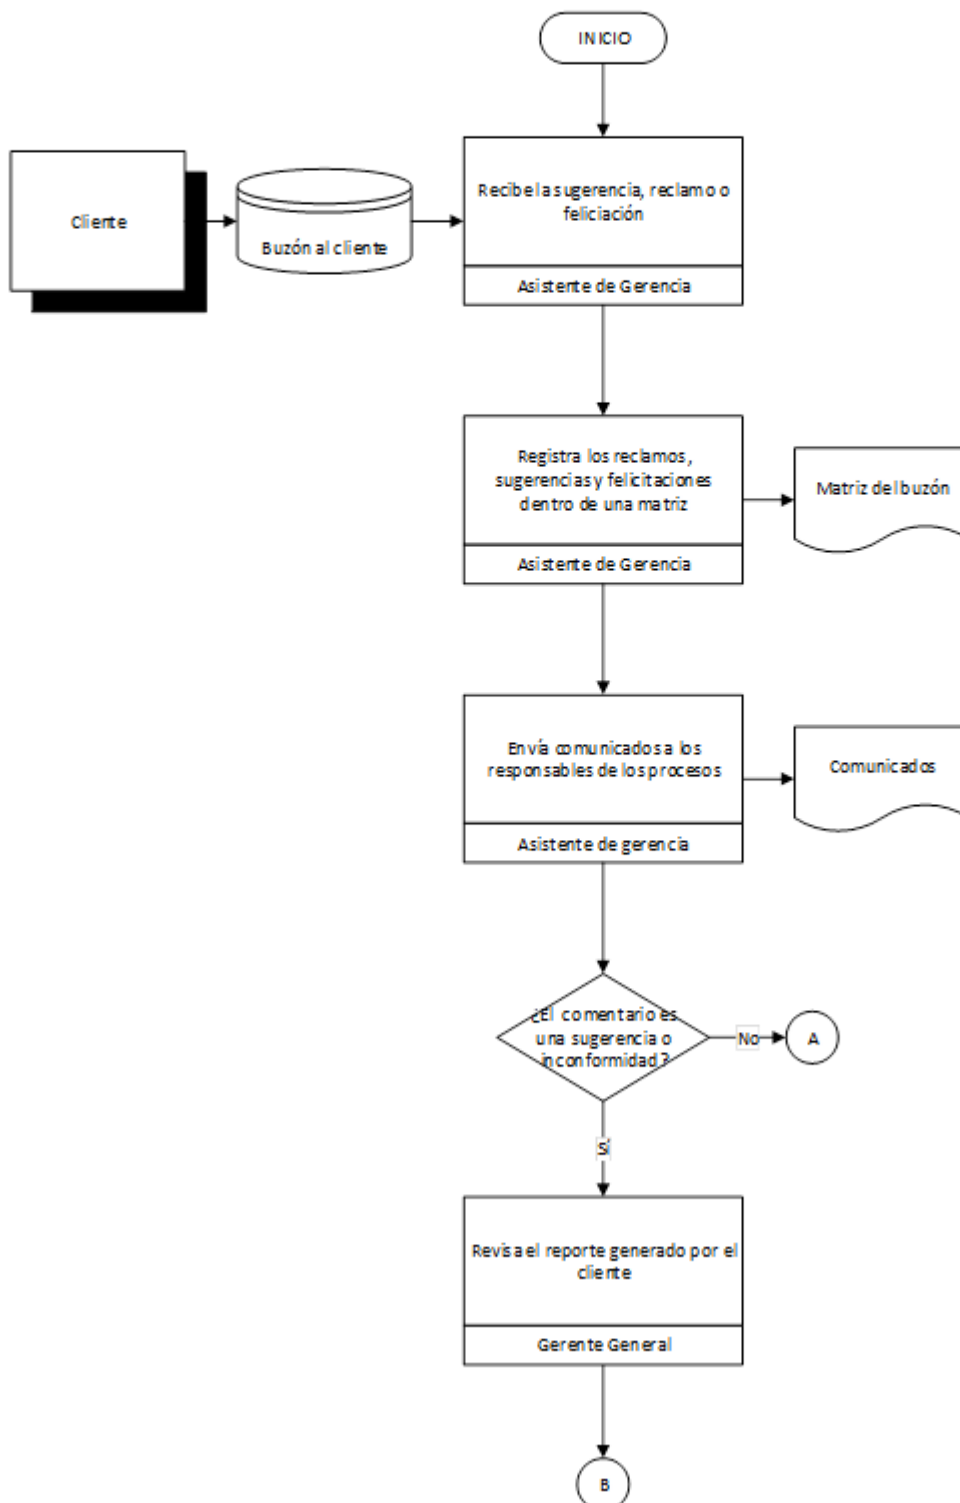 INICIO
Cliente
Buzón al cliente
Recibe la sugerencia, reclamo o
feliciación
Asistente de Gerencia
Registra los reclamos,
sugerencias y felicitaciones
dentro de una matriz
Asistente de Gerencia
Matriz del buzón
Envía comunicados a los
responsables de los procesos
Asistente de gerencia
Comunicados
¿El comentario es
una sugerencia o
inconformidad?
No
A
Sí
Revisa el reporte generado por el
cliente
Gerente General
B